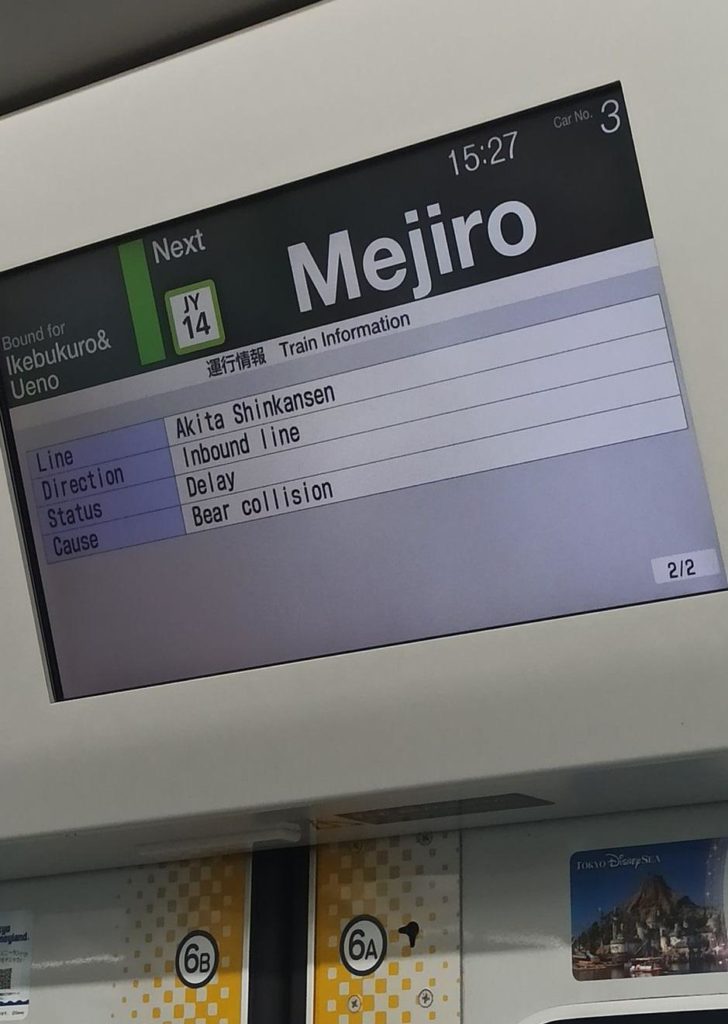 Car No. 3
15:27
Next
Mejiro
JY
14
Bound for
Ikebukuro&
Ueno
運行情報 Train Information
Line Akita Shinkansen
Direction Inbound line
Status Delay
Cause Bear collision
2/2
6B
6A
TOKYO DisneySEA